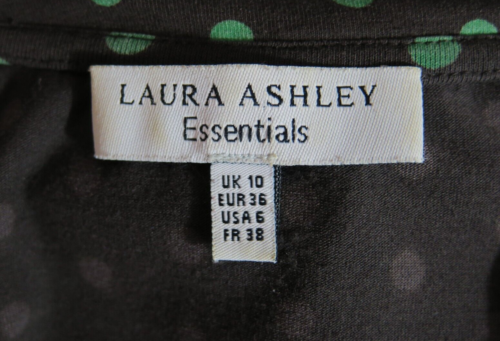 LAURA ASHLEY
Essentials
UK 10
EUR 36
USA 6
FR 38